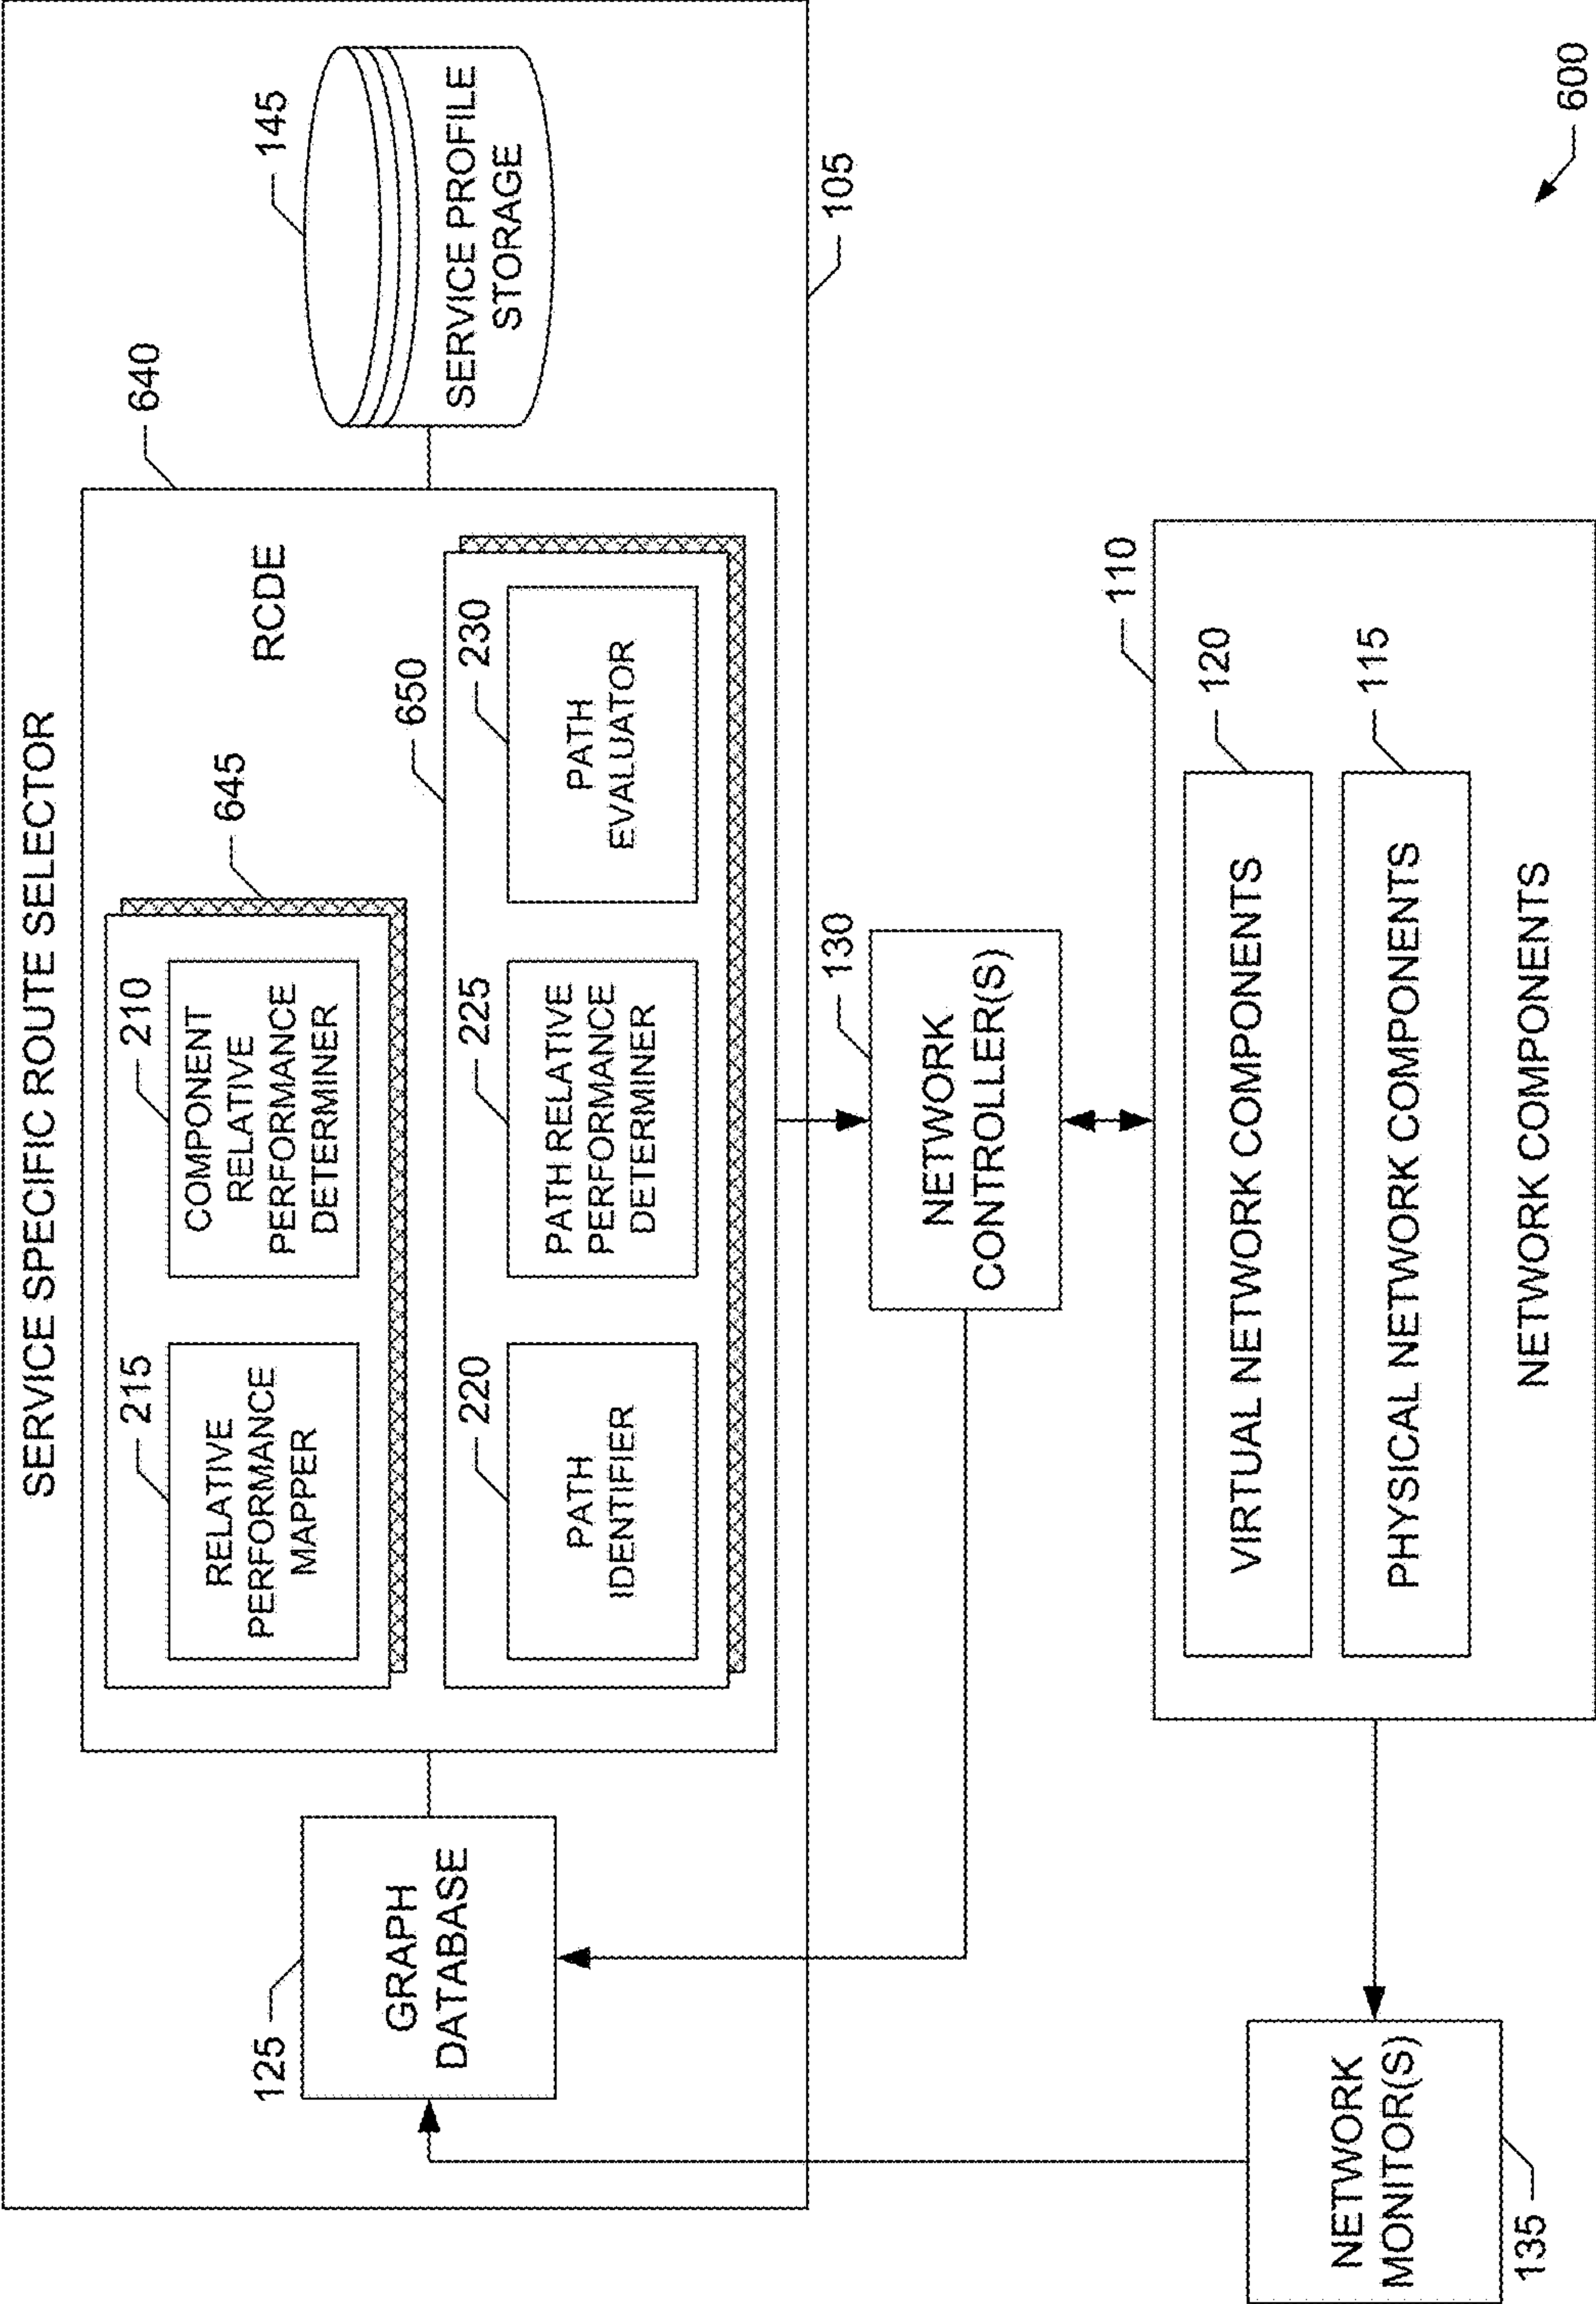 SERVICE SPECIFIC ROUTE SELECTOR
640
645
RCDE
145
125
GRAPH
DATABASE
215
RELATIVE
PERFORMANCE
MAPPER
210
COMPONENT
RELATIVE
PERFORMANCE
DETERMINER
SERVICE PROFILE
STORAGE
650
220
PATH
IDENTIFIER
225
PATH RELATIVE
PERFORMANCE
DETERMINER
230
PATH
EVALUATOR
105
130
NETWORK
CONTROLLER(S)
110
120
VIRTUAL NETWORK COMPONENTS
115
PHYSICAL NETWORK COMPONENTS
NETWORK COMPONENTS
NETWORK
MONITOR(S)
135
600